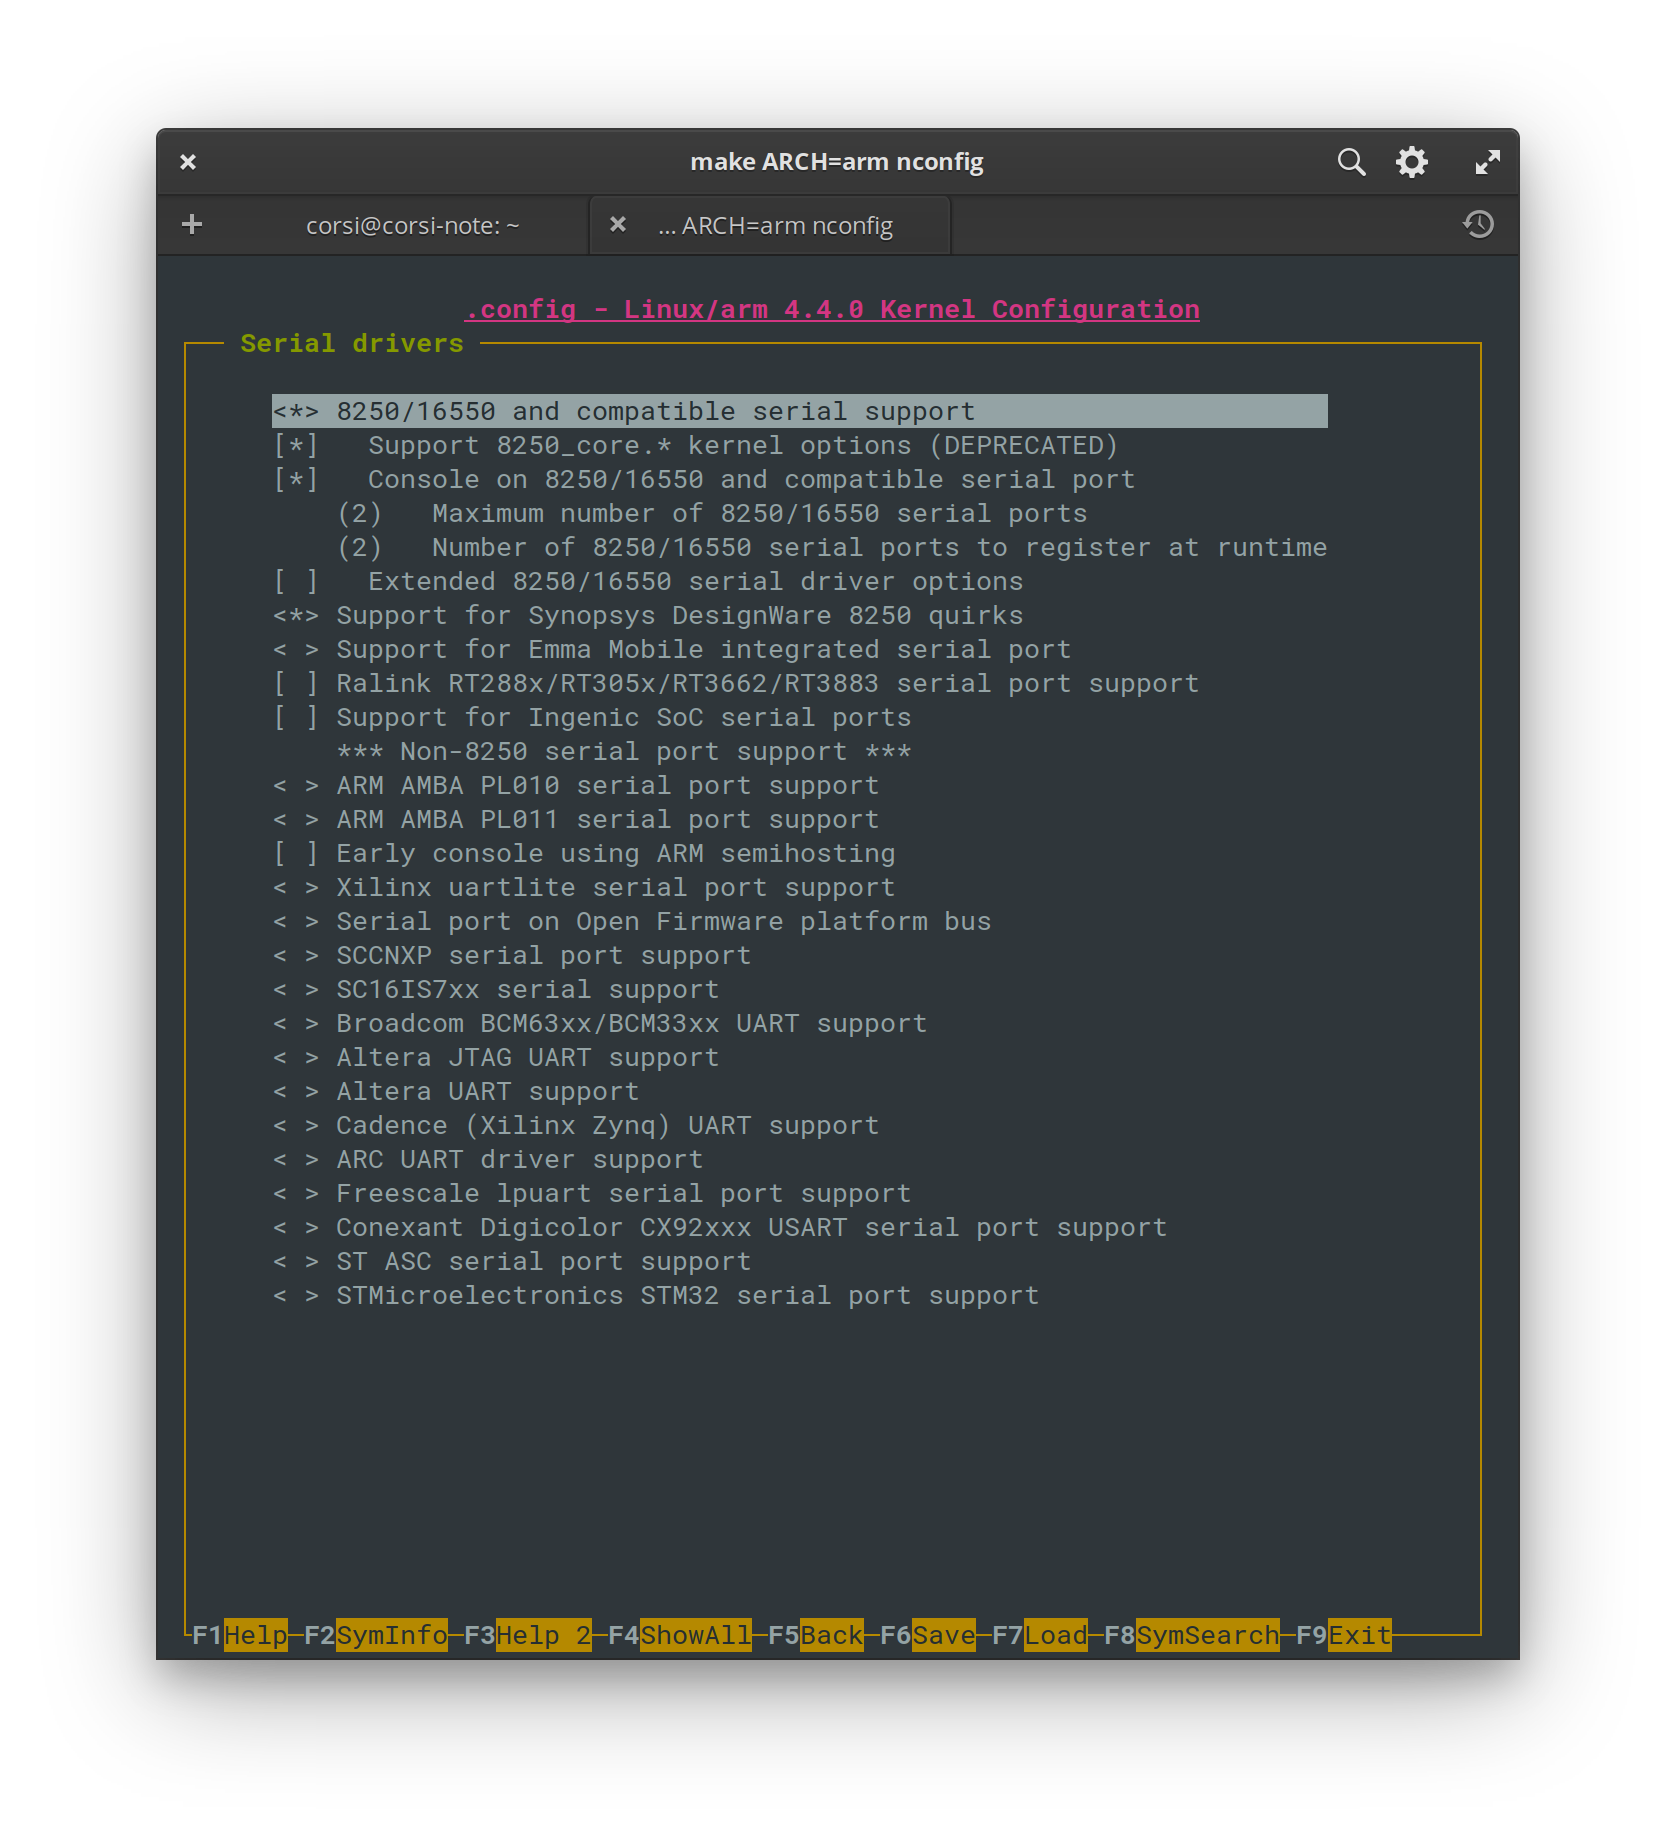 make ARCH=arm nconfig
corsi@corsi-note: ~
... ARCH=arm nconfig
.config - Linux/arm 4.4.0 Kernel Configuration
Serial drivers
<*> 8250/16550 and compatible serial support
[*]   Support 8250_core.* kernel options (DEPRECATED)
[*]   Console on 8250/16550 and compatible serial port
(2)   Maximum number of 8250/16550 serial ports
(2)   Number of 8250/16550 serial ports to register at runtime
[ ]   Extended 8250/16550 serial driver options
<*> Support for Synopsys DesignWare 8250 quirks
< > Support for Emma Mobile integrated serial port
[ ] Ralink RT288x/RT305x/RT3662/RT3883 serial port support
[ ] Support for Ingenic SoC serial ports
*** Non-8250 serial port support ***
< > ARM AMBA PL010 serial port support
< > ARM AMBA PL011 serial port support
[ ] Early console using ARM semihosting
< > Xilinx uartlite serial port support
< > Serial port on Open Firmware platform bus
< > SCCNXP serial port support
< > SC16IS7xx serial support
< > Broadcom BCM63xx/BCM33xx UART support
< > Altera JTAG UART support
< > Altera UART support
< > Cadence (Xilinx Zynq) UART support
< > ARC UART driver support
< > Freescale lpuart serial port support
< > Conexant Digicolor CX92xxx USART serial port support
< > ST ASC serial port support
< > STMicroelectronics STM32 serial port support
F1Help F2SymInfo F3Help 2 F4ShowAll F5Back F6Save F7Load F8SymSearch F9Exit